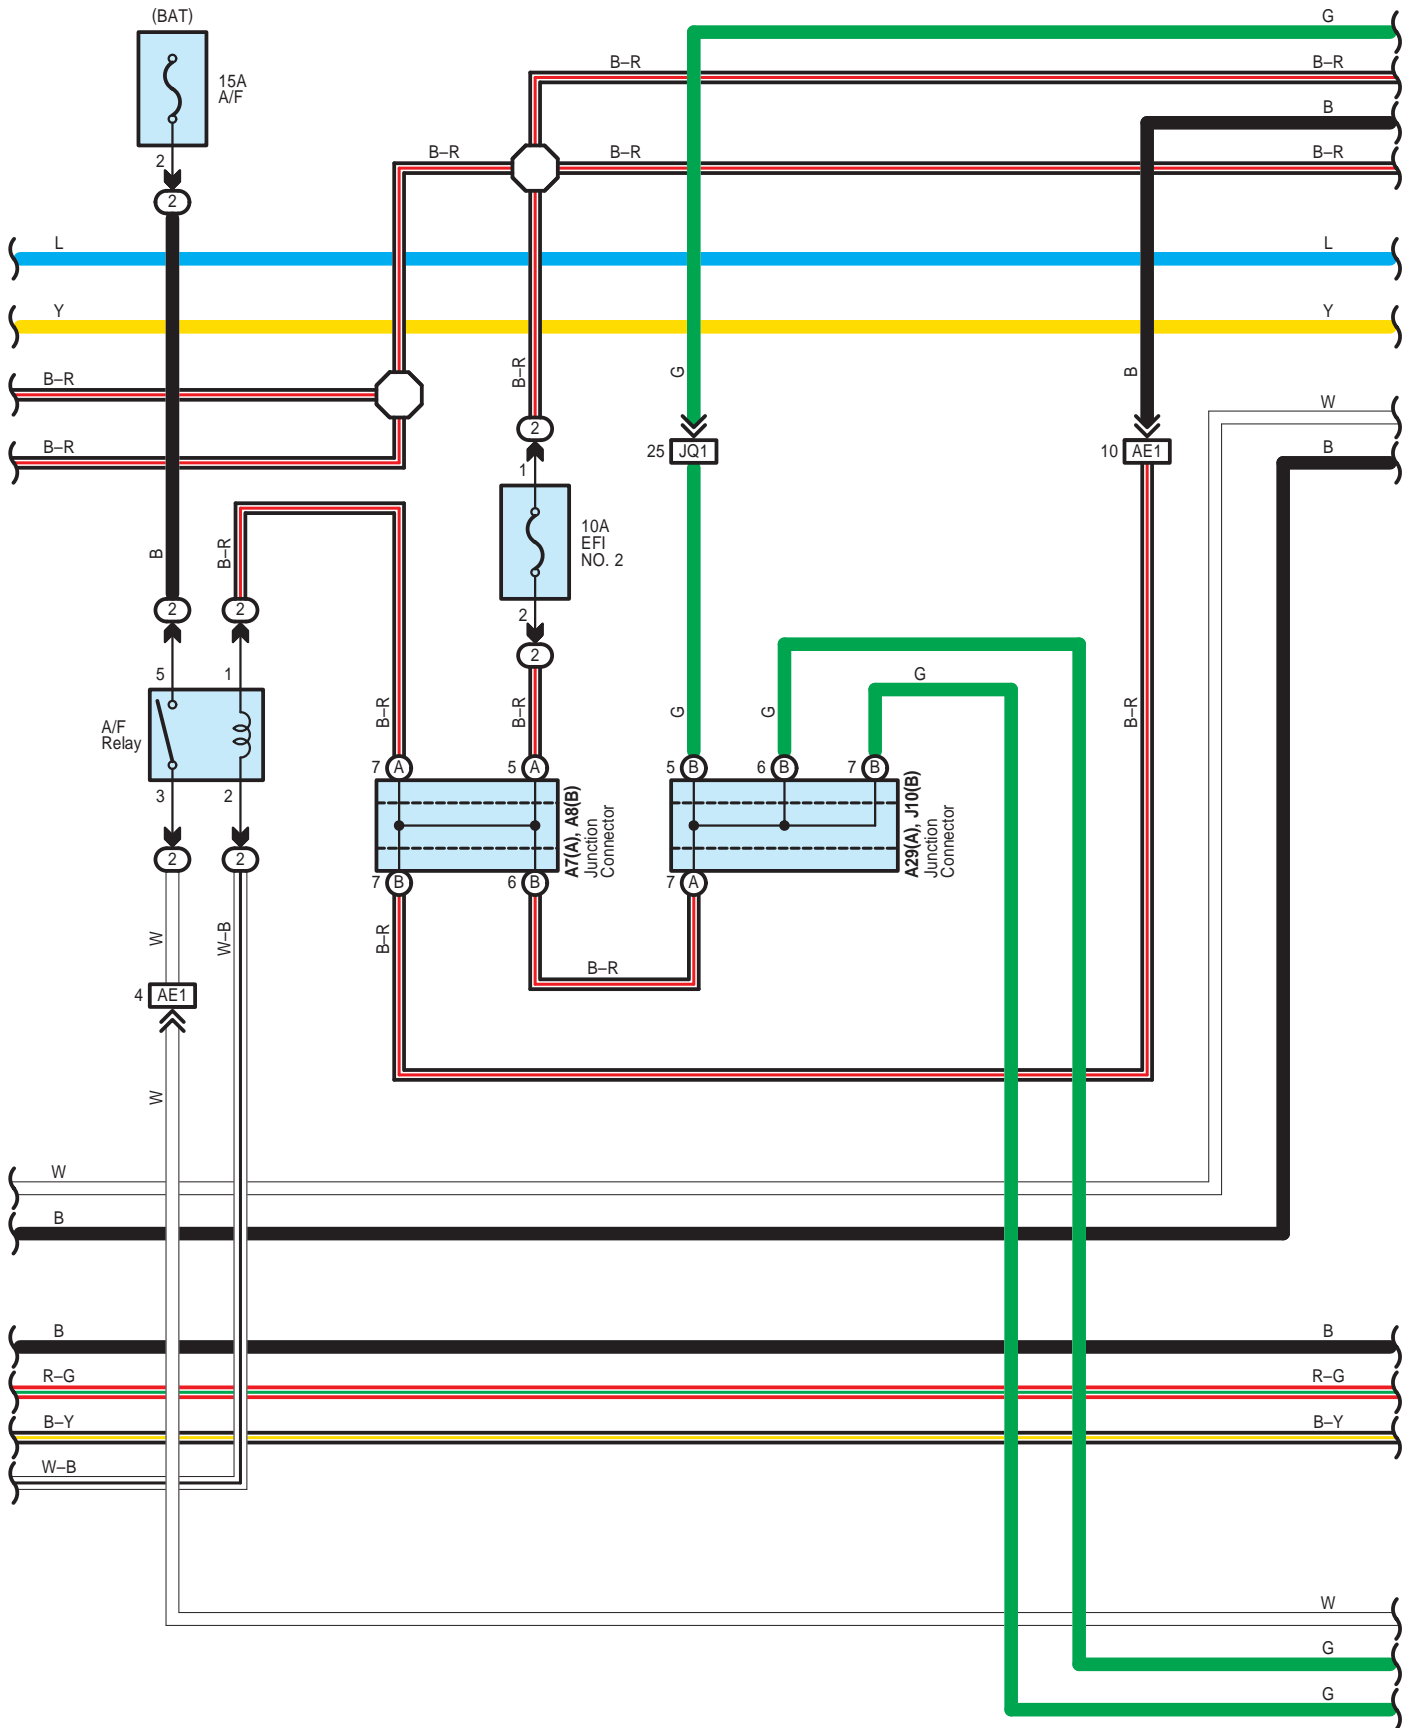 (BAT)
G
B–R
B–R
15A
A/F
B
B–R
B–R
B–R
2
2
L
L
Y
Y
B–R
B–R
G
B
W
2
B–R
25 JQ1
10 AE1
B
1
10A
EFI
NO. 2
B
B–R
2
2
2
2
5
1
G
A/F
Relay
B–R
B–R
G
G
B–R
7 A
5 A
5 B
6 B
7 B
3
2
A7(A), A8(B)
Junction
Connector
A29(A), J10(B)
Junction
Connector
2
2
7 B
6 B
7 A
W
W–B
B–R
B–R
4 AE1
W
W
B
B
B
R–G
R–G
B–Y
B–Y
W–B
W
G
G